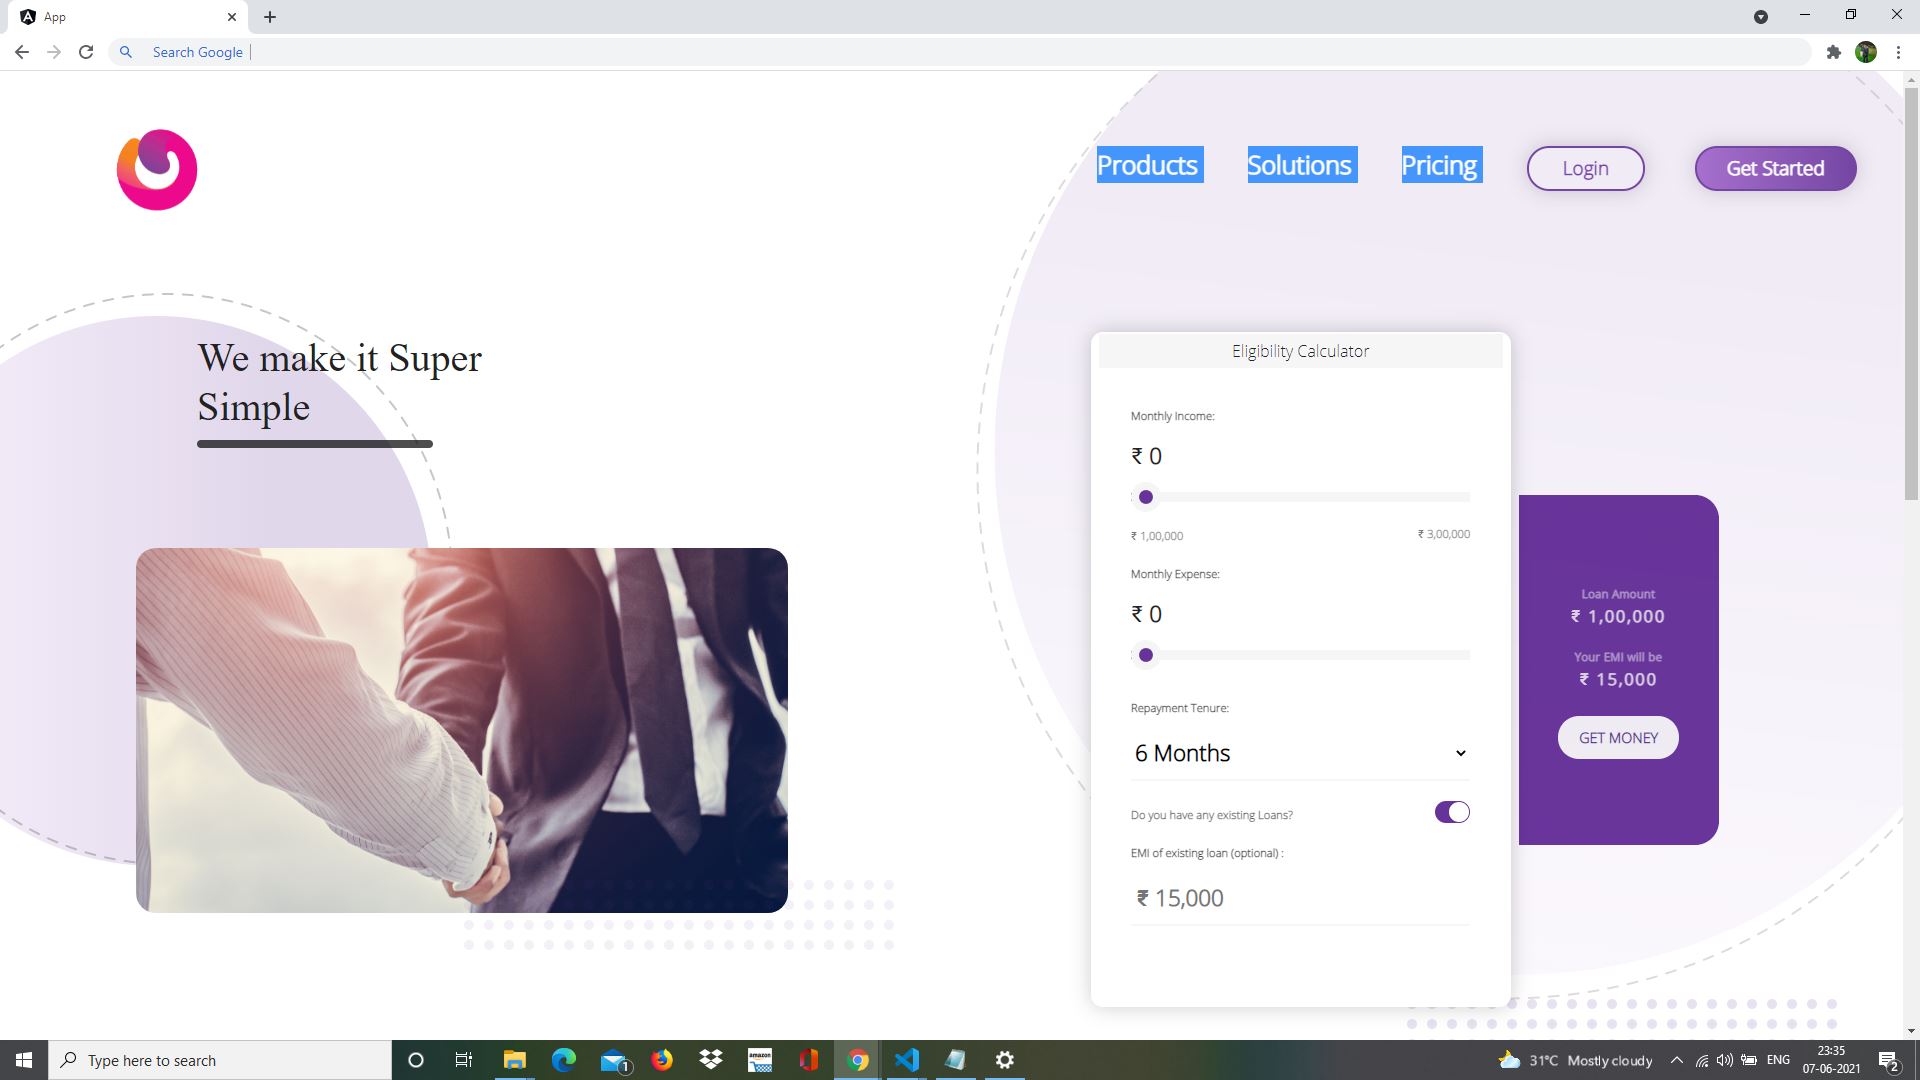 App
Search Google
Products
Solutions
Pricing
Login
Get Started
We make it Super
Simple
Eligibility Calculator
Monthly Income:
₹ 0
₹ 1,00,000
₹ 3,00,000
Monthly Expense:
₹ 0
Repayment Tenure:
6 Months
Do you have any existing Loans?
EMI of existing loan (optional) :
₹ 15,000
Loan Amount
₹ 1,00,000
Your EMI will be
₹ 15,000
GET MONEY
Type here to search
1
amazon
31°C Mostly cloudy
ENG
23:35
07-06-2021
2